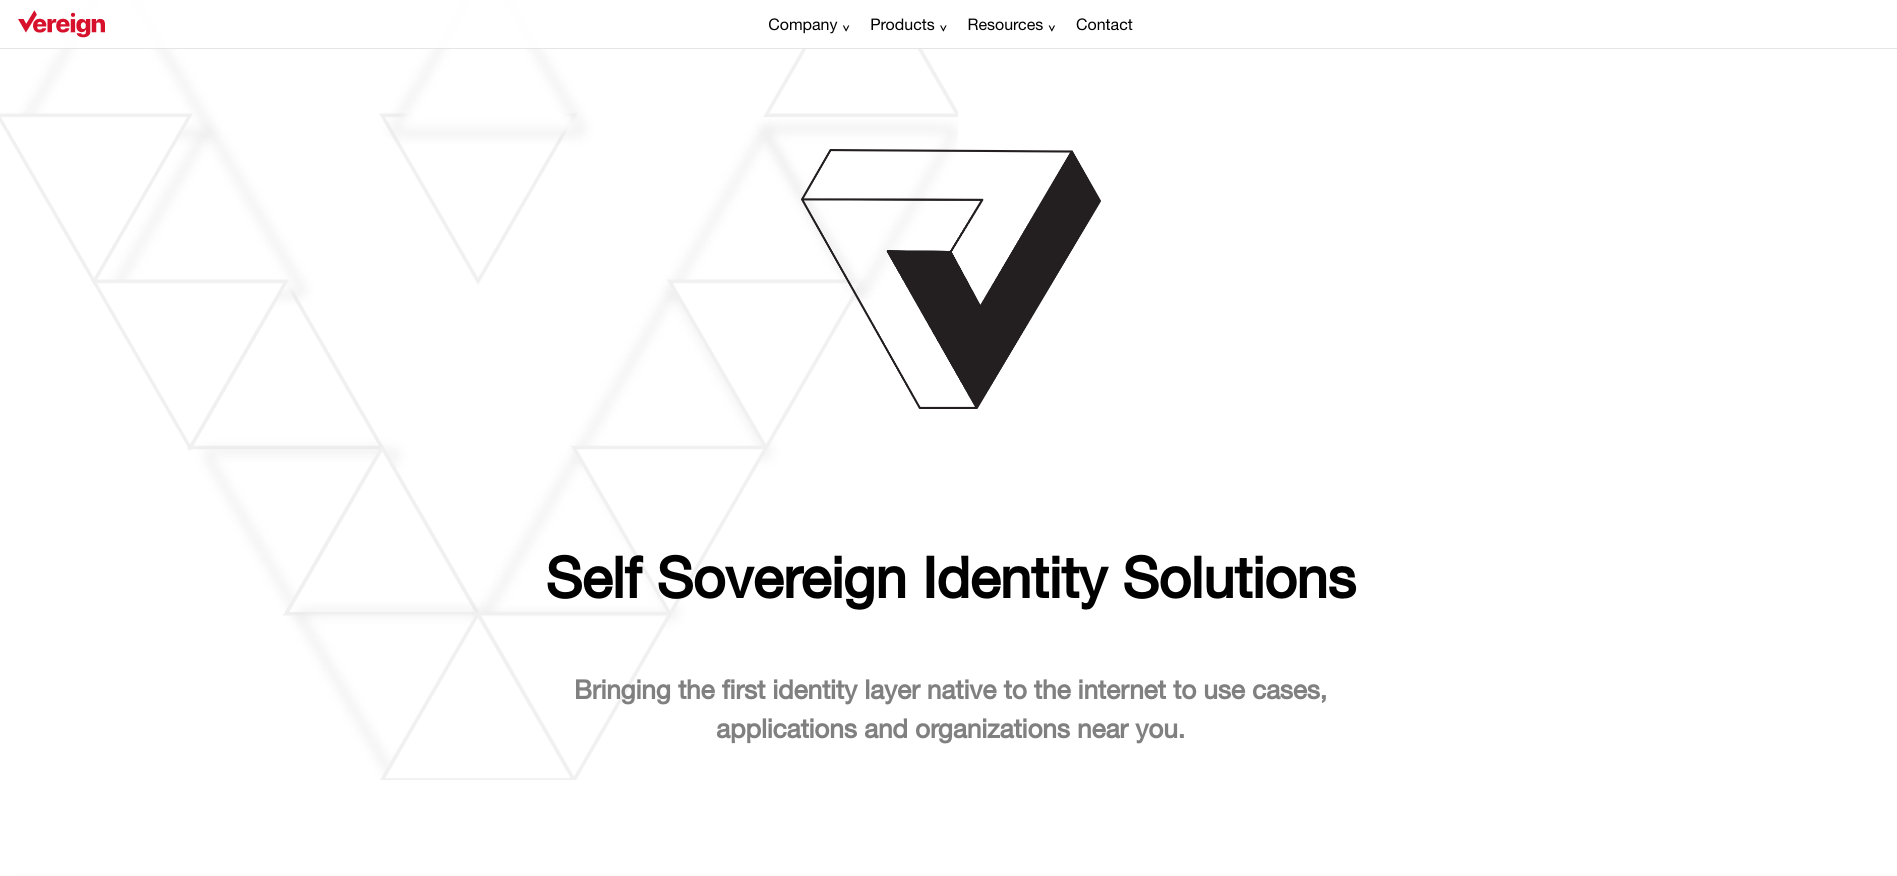 Vereign
Company
Products
Resources
Contact
Self Sovereign Identity Solutions
Bringing the first identity layer native to the internet to use cases,
applications and organizations near you.